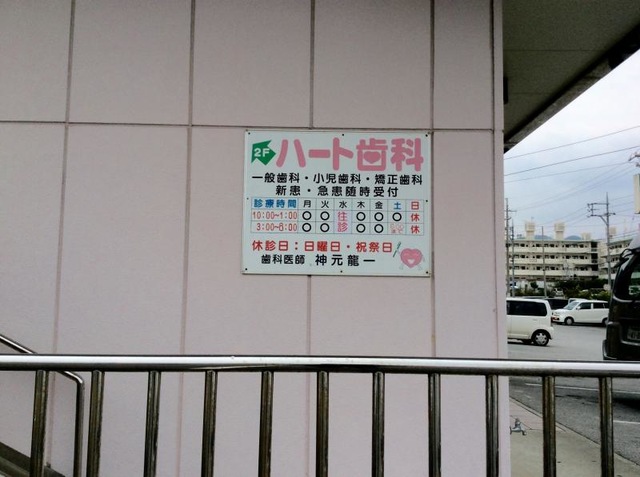 2F ハート歯科
一般歯科・小児歯科・矯正歯科
新患・急患随時受付
診療時間 月 火 水 木 金 土 日
10:00~1:00 ○ ○ 往 ○ ○ ○ 休
3:00~8:00 ○ ○ 診 ○ ○ まで 休
休診日：日曜日・祝祭日
歯科医師 神元龍一